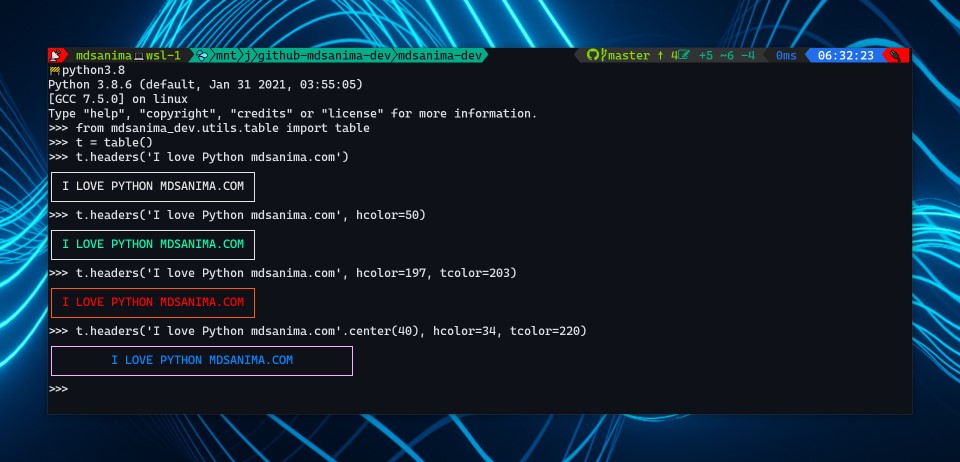 mdsanima wsl-1 mnt j github-mdsanima-dev mdsanima-dev master ↑ 4 +5 ~6 -4 0ms 06:32:23
python3.8
Python 3.8.6 (default, Jan 31 2021, 03:55:05)
[GCC 7.5.0] on linux
Type "help", "copyright", "credits" or "license" for more information.
>>> from mdsanima_dev.utils.table import table
>>> t = table()
>>> t.headers('I love Python mdsanima.com')
I LOVE PYTHON MDSANIMA.COM
>>> t.headers('I love Python mdsanima.com', hcolor=50)
I LOVE PYTHON MDSANIMA.COM
>>> t.headers('I love Python mdsanima.com', hcolor=197, tcolor=203)
I LOVE PYTHON MDSANIMA.COM
>>> t.headers('I love Python mdsanima.com'.center(40), hcolor=34, tcolor=220)
I LOVE PYTHON MDSANIMA.COM
>>>